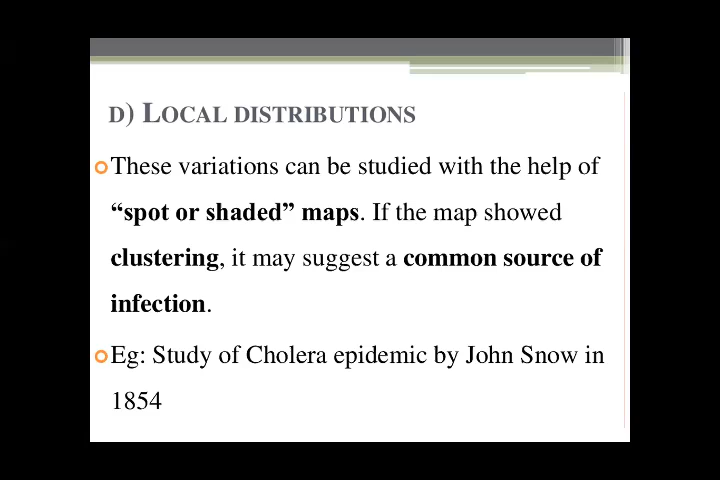 D) LOCAL DISTRIBUTIONS
These variations can be studied with the help of
“spot or shaded” maps. If the map showed
clustering, it may suggest a common source of
infection.
Eg: Study of Cholera epidemic by John Snow in
1854